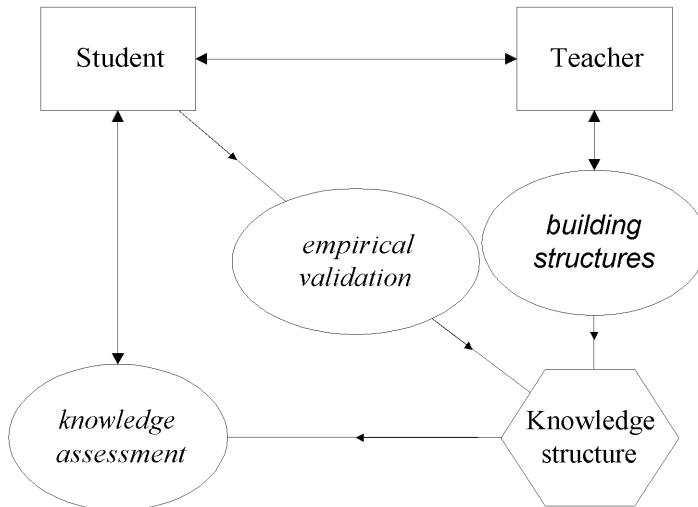 Student
Teacher
building
structures
empirical
validation
knowledge
assessment
Knowledge
structure